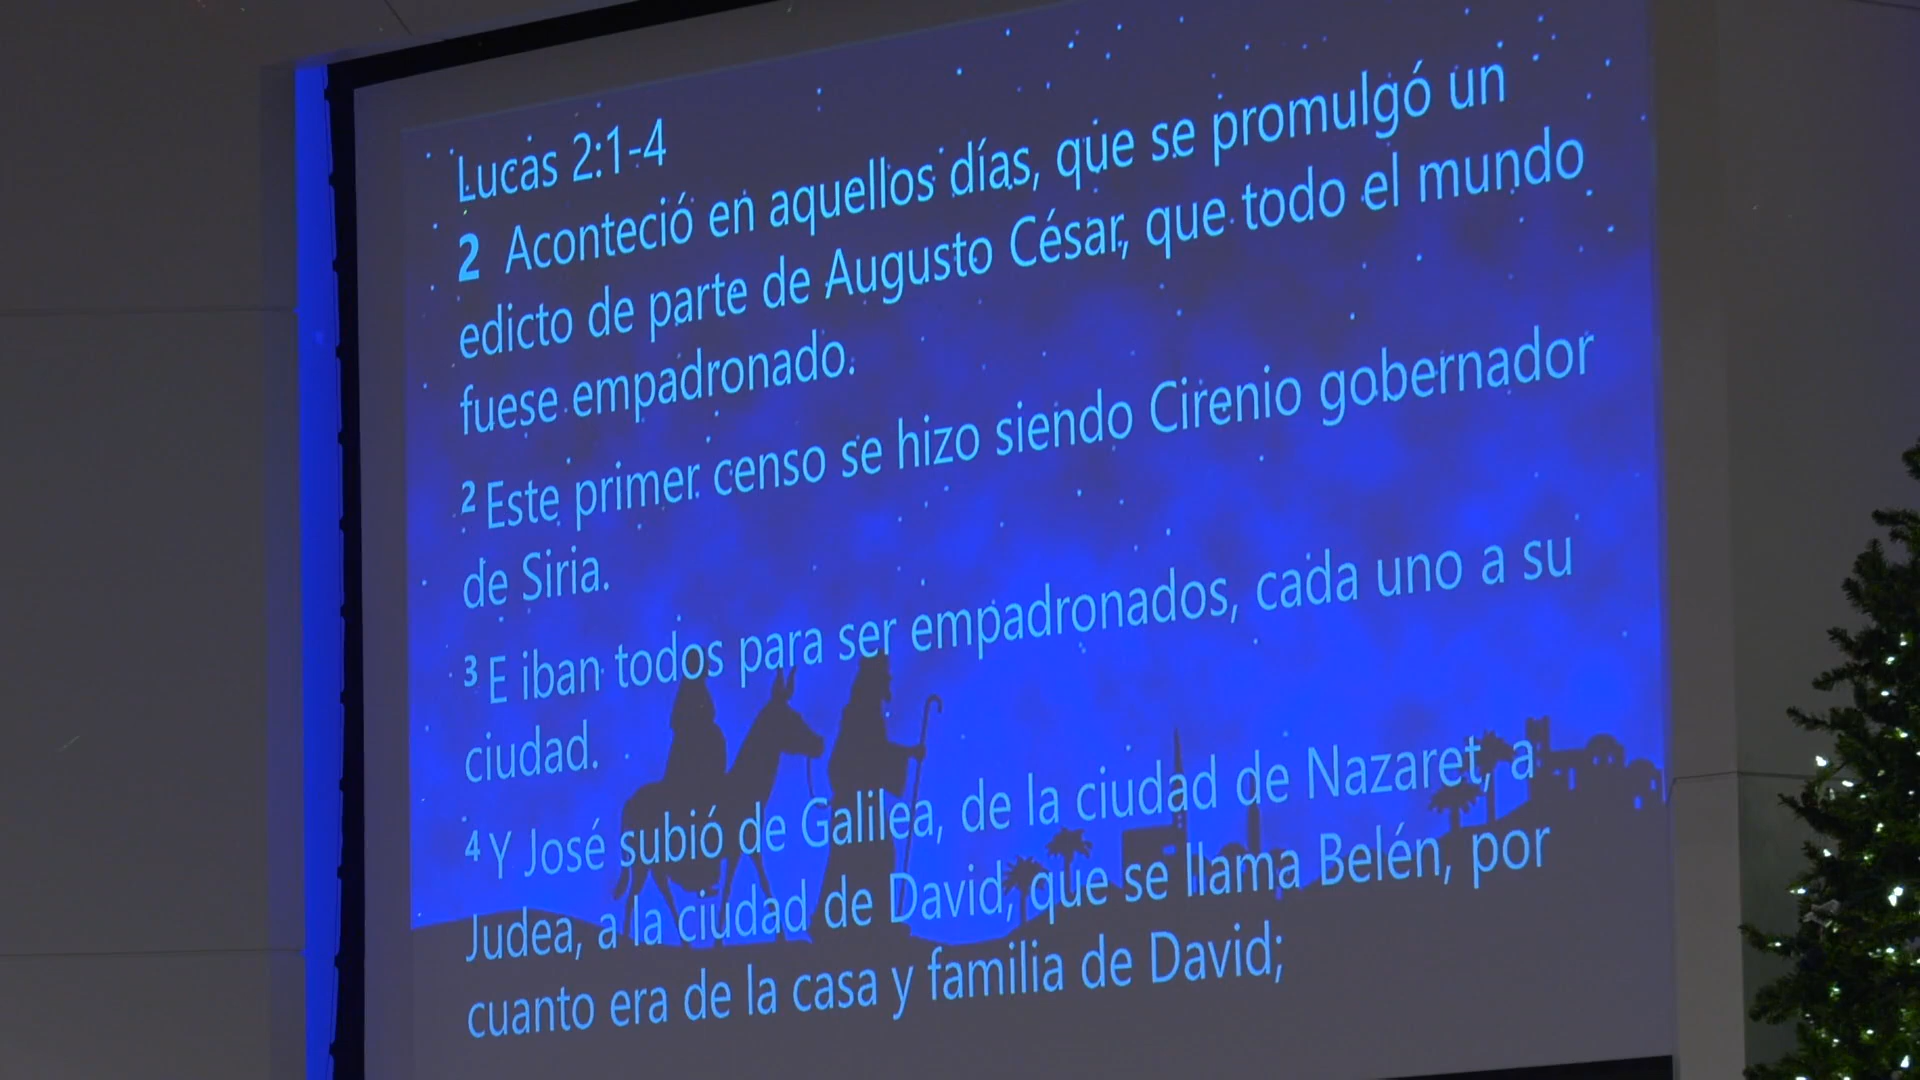 Lucas 2:1-4
2 Aconteció en aquellos días, que se promulgó un
edicto de parte de Augusto César, que todo el mundo
fuese empadronado.
2 Este primer censo se hizo siendo Cirenio gobernador
de Siria.
3 E iban todos para ser empadronados, cada uno a su
ciudad.
4 Y José subió de Galilea, de la ciudad de Nazaret, a
Judea, a la ciudad de David, que se llama Belén, por
cuanto era de la casa y familia de David;